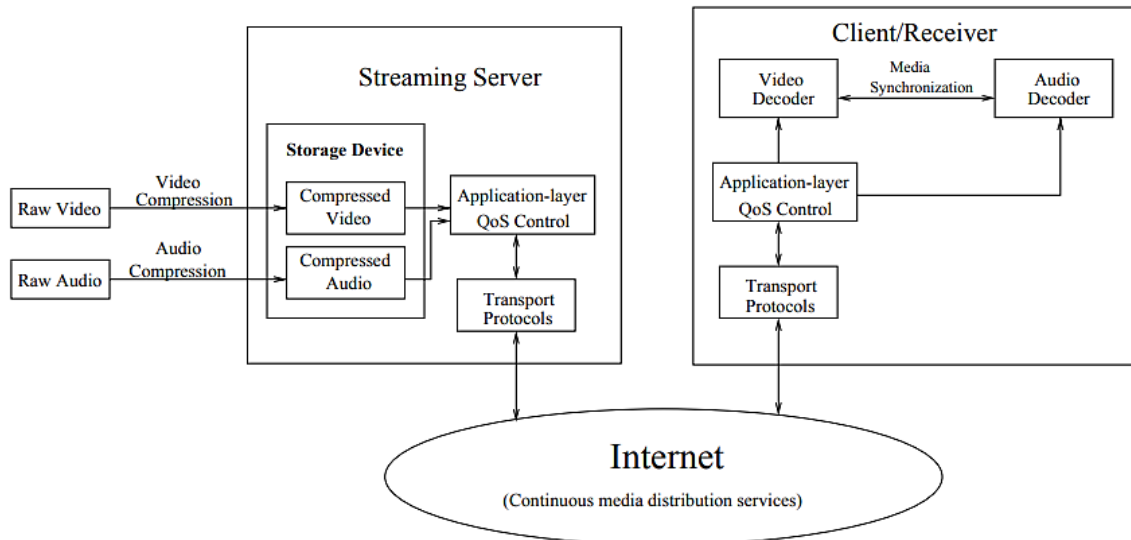 Streaming Server
Storage Device
Raw Video
Video
Compression
Compressed
Video
Application-layer
QoS Control
Raw Audio
Audio
Compression
Compressed
Audio
Transport
Protocols
Client/Receiver
Video
Decoder
Media
Synchronization
Audio
Decoder
Application-layer
QoS Control
Transport
Protocols
Internet
(Continuous media distribution services)